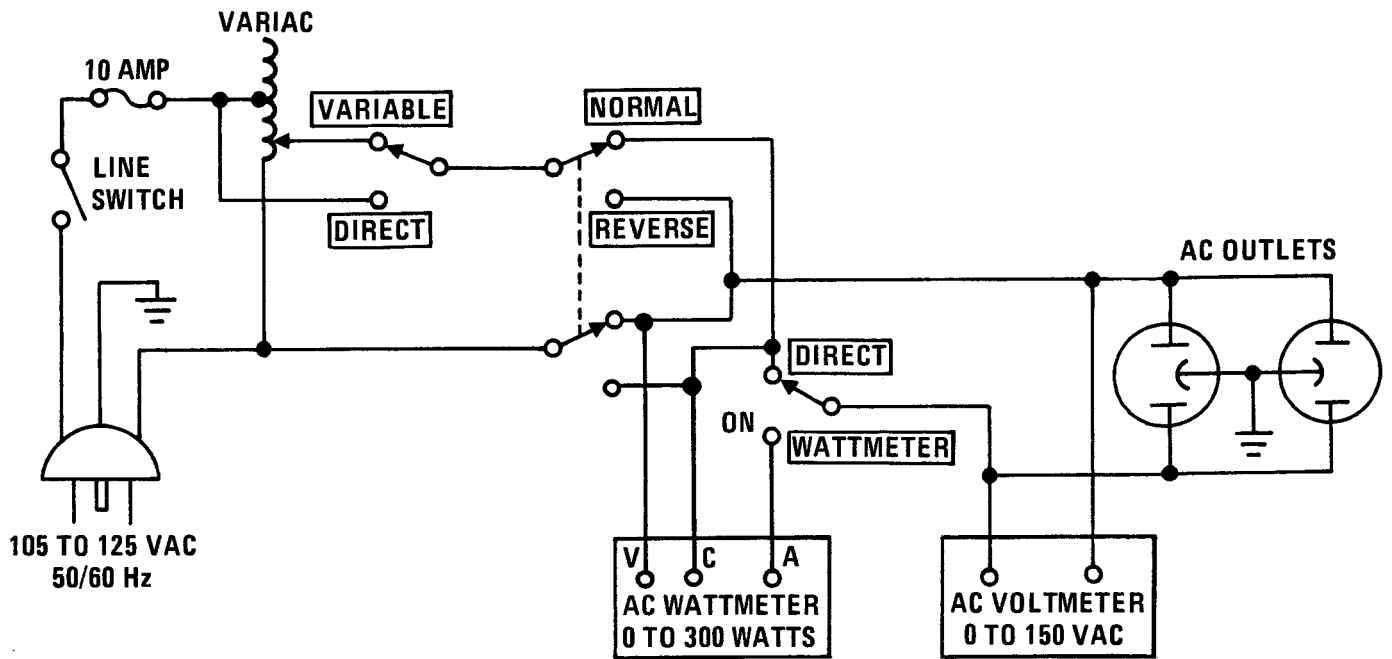 VARIAC
10 AMP
VARIABLE
NORMAL
LINE
SWITCH
DIRECT
REVERSE
AC OUTLETS
DIRECT
ON
WATTMETER
105 TO 125 VAC
50/60 Hz
V C A
AC WATTMETER
0 TO 300 WATTS
AC VOLTMETER
0 TO 150 VAC